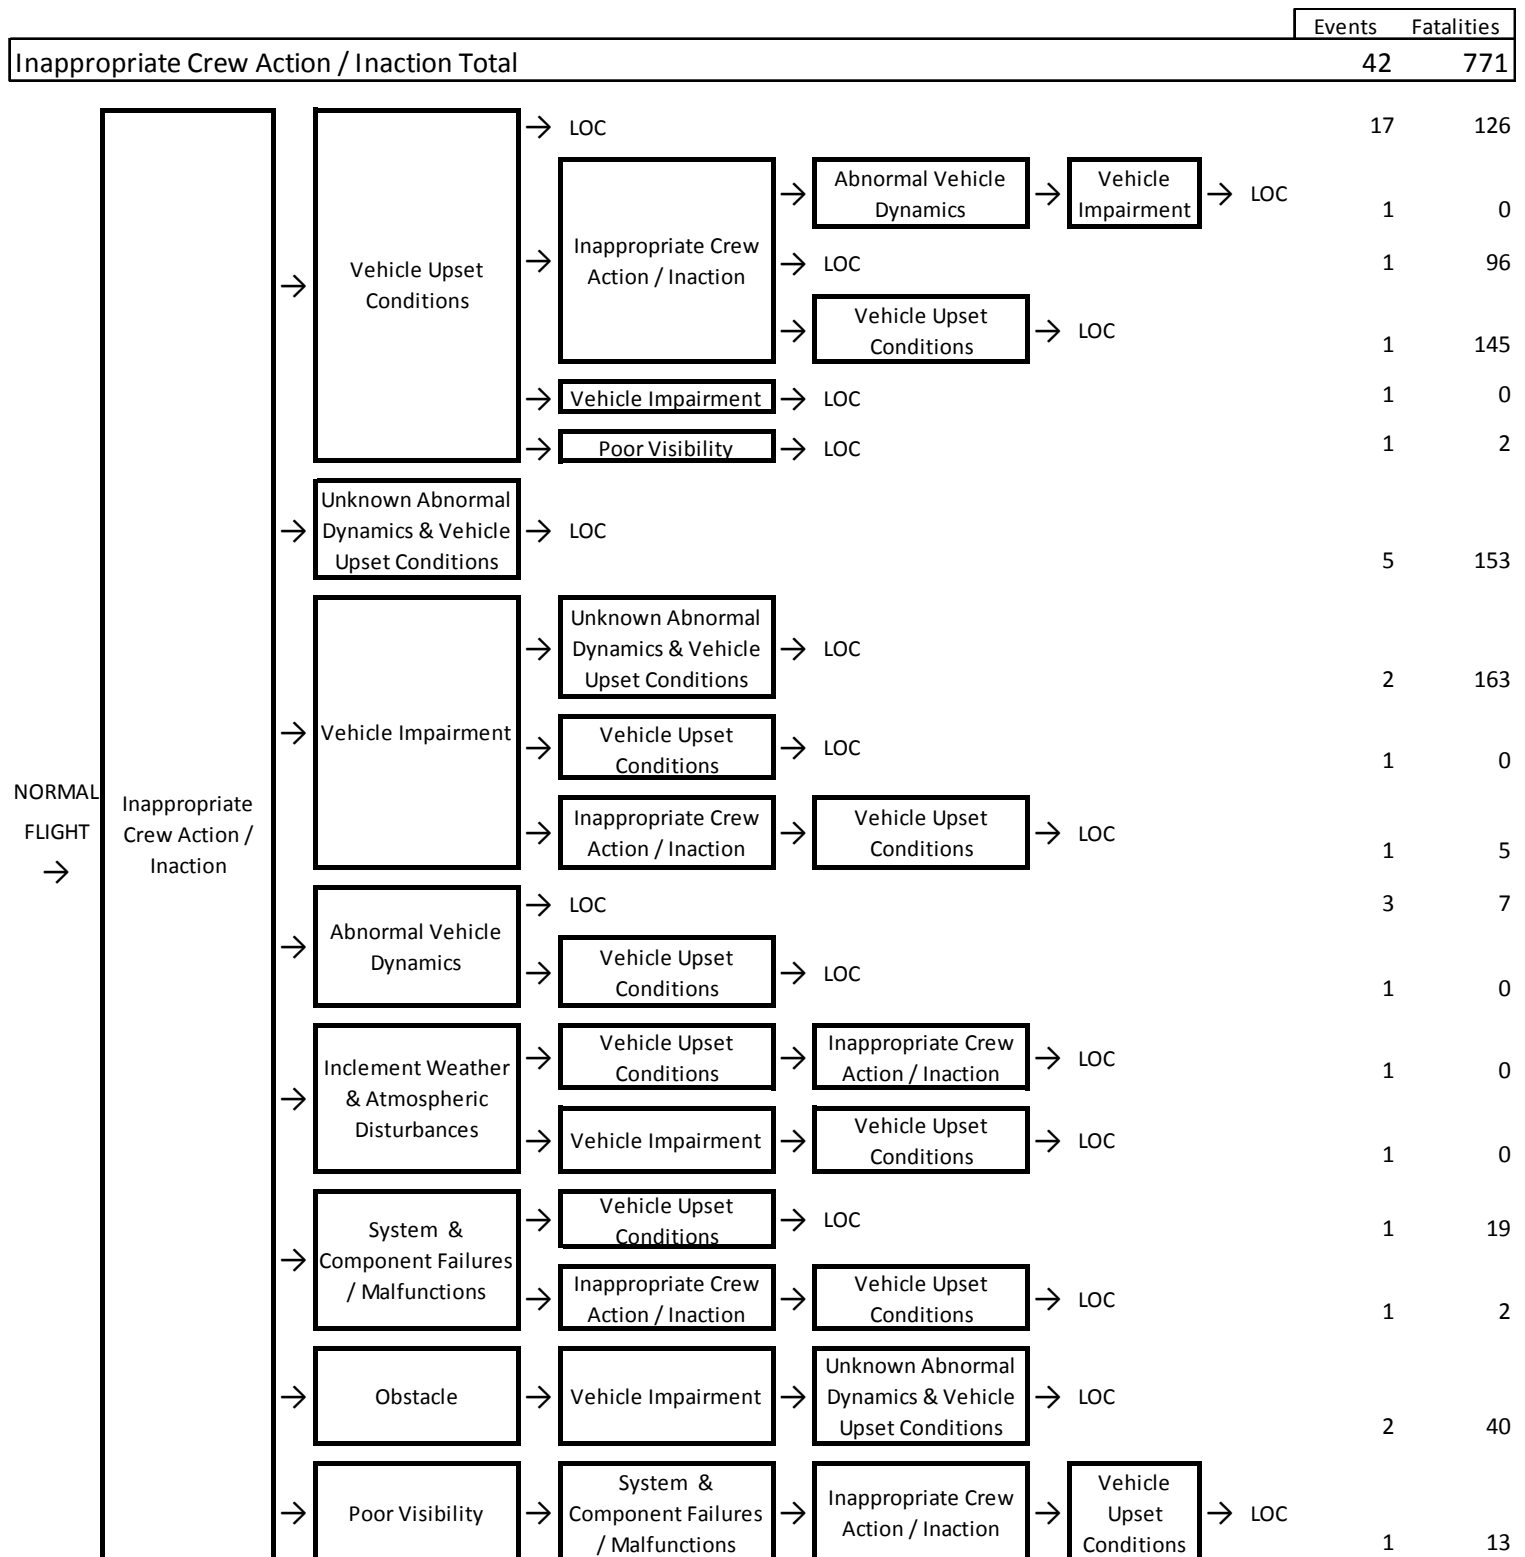 Events Fatalities
Inappropriate Crew Action / Inaction Total 42 771
NORMAL
FLIGHT
→
Inappropriate
Crew Action /
Inaction
→
Vehicle Upset
Conditions
→ LOC 17 126
→
Inappropriate Crew
Action / Inaction
→
Abnormal Vehicle
Dynamics
→
Vehicle
Impairment
→ LOC
1 0
→ LOC 1 96
→
Vehicle Upset
Conditions
→ LOC
1 145
→ Vehicle Impairment → LOC 1 0
→ Poor Visibility → LOC 1 2
→
Unknown Abnormal
Dynamics & Vehicle
Upset Conditions
→ LOC
5 153
→ Vehicle Impairment
→
Unknown Abnormal
Dynamics & Vehicle
Upset Conditions
→ LOC
2 163
→
Vehicle Upset
Conditions
→ LOC
1 0
→
Inappropriate Crew
Action / Inaction
→
Vehicle Upset
Conditions
→ LOC
1 5
→
Abnormal Vehicle
Dynamics
→ LOC 3 7
→
Vehicle Upset
Conditions
→ LOC
1 0
→
Inclement Weather
& Atmospheric
Disturbances
→
Vehicle Upset
Conditions
→
Inappropriate Crew
Action / Inaction
→ LOC
1 0
→ Vehicle Impairment →
Vehicle Upset
Conditions
→ LOC
1 0
→
System &
Component Failures
/ Malfunctions
→
Vehicle Upset
Conditions
→ LOC
1 19
→
Inappropriate Crew
Action / Inaction
→
Vehicle Upset
Conditions
→ LOC
1 2
→ Obstacle → Vehicle Impairment →
Unknown Abnormal
Dynamics & Vehicle
Upset Conditions
→ LOC
2 40
→ Poor Visibility →
System &
Component Failures
/ Malfunctions
→
Inappropriate Crew
Action / Inaction
→
Vehicle
Upset
Conditions
→ LOC
1 13